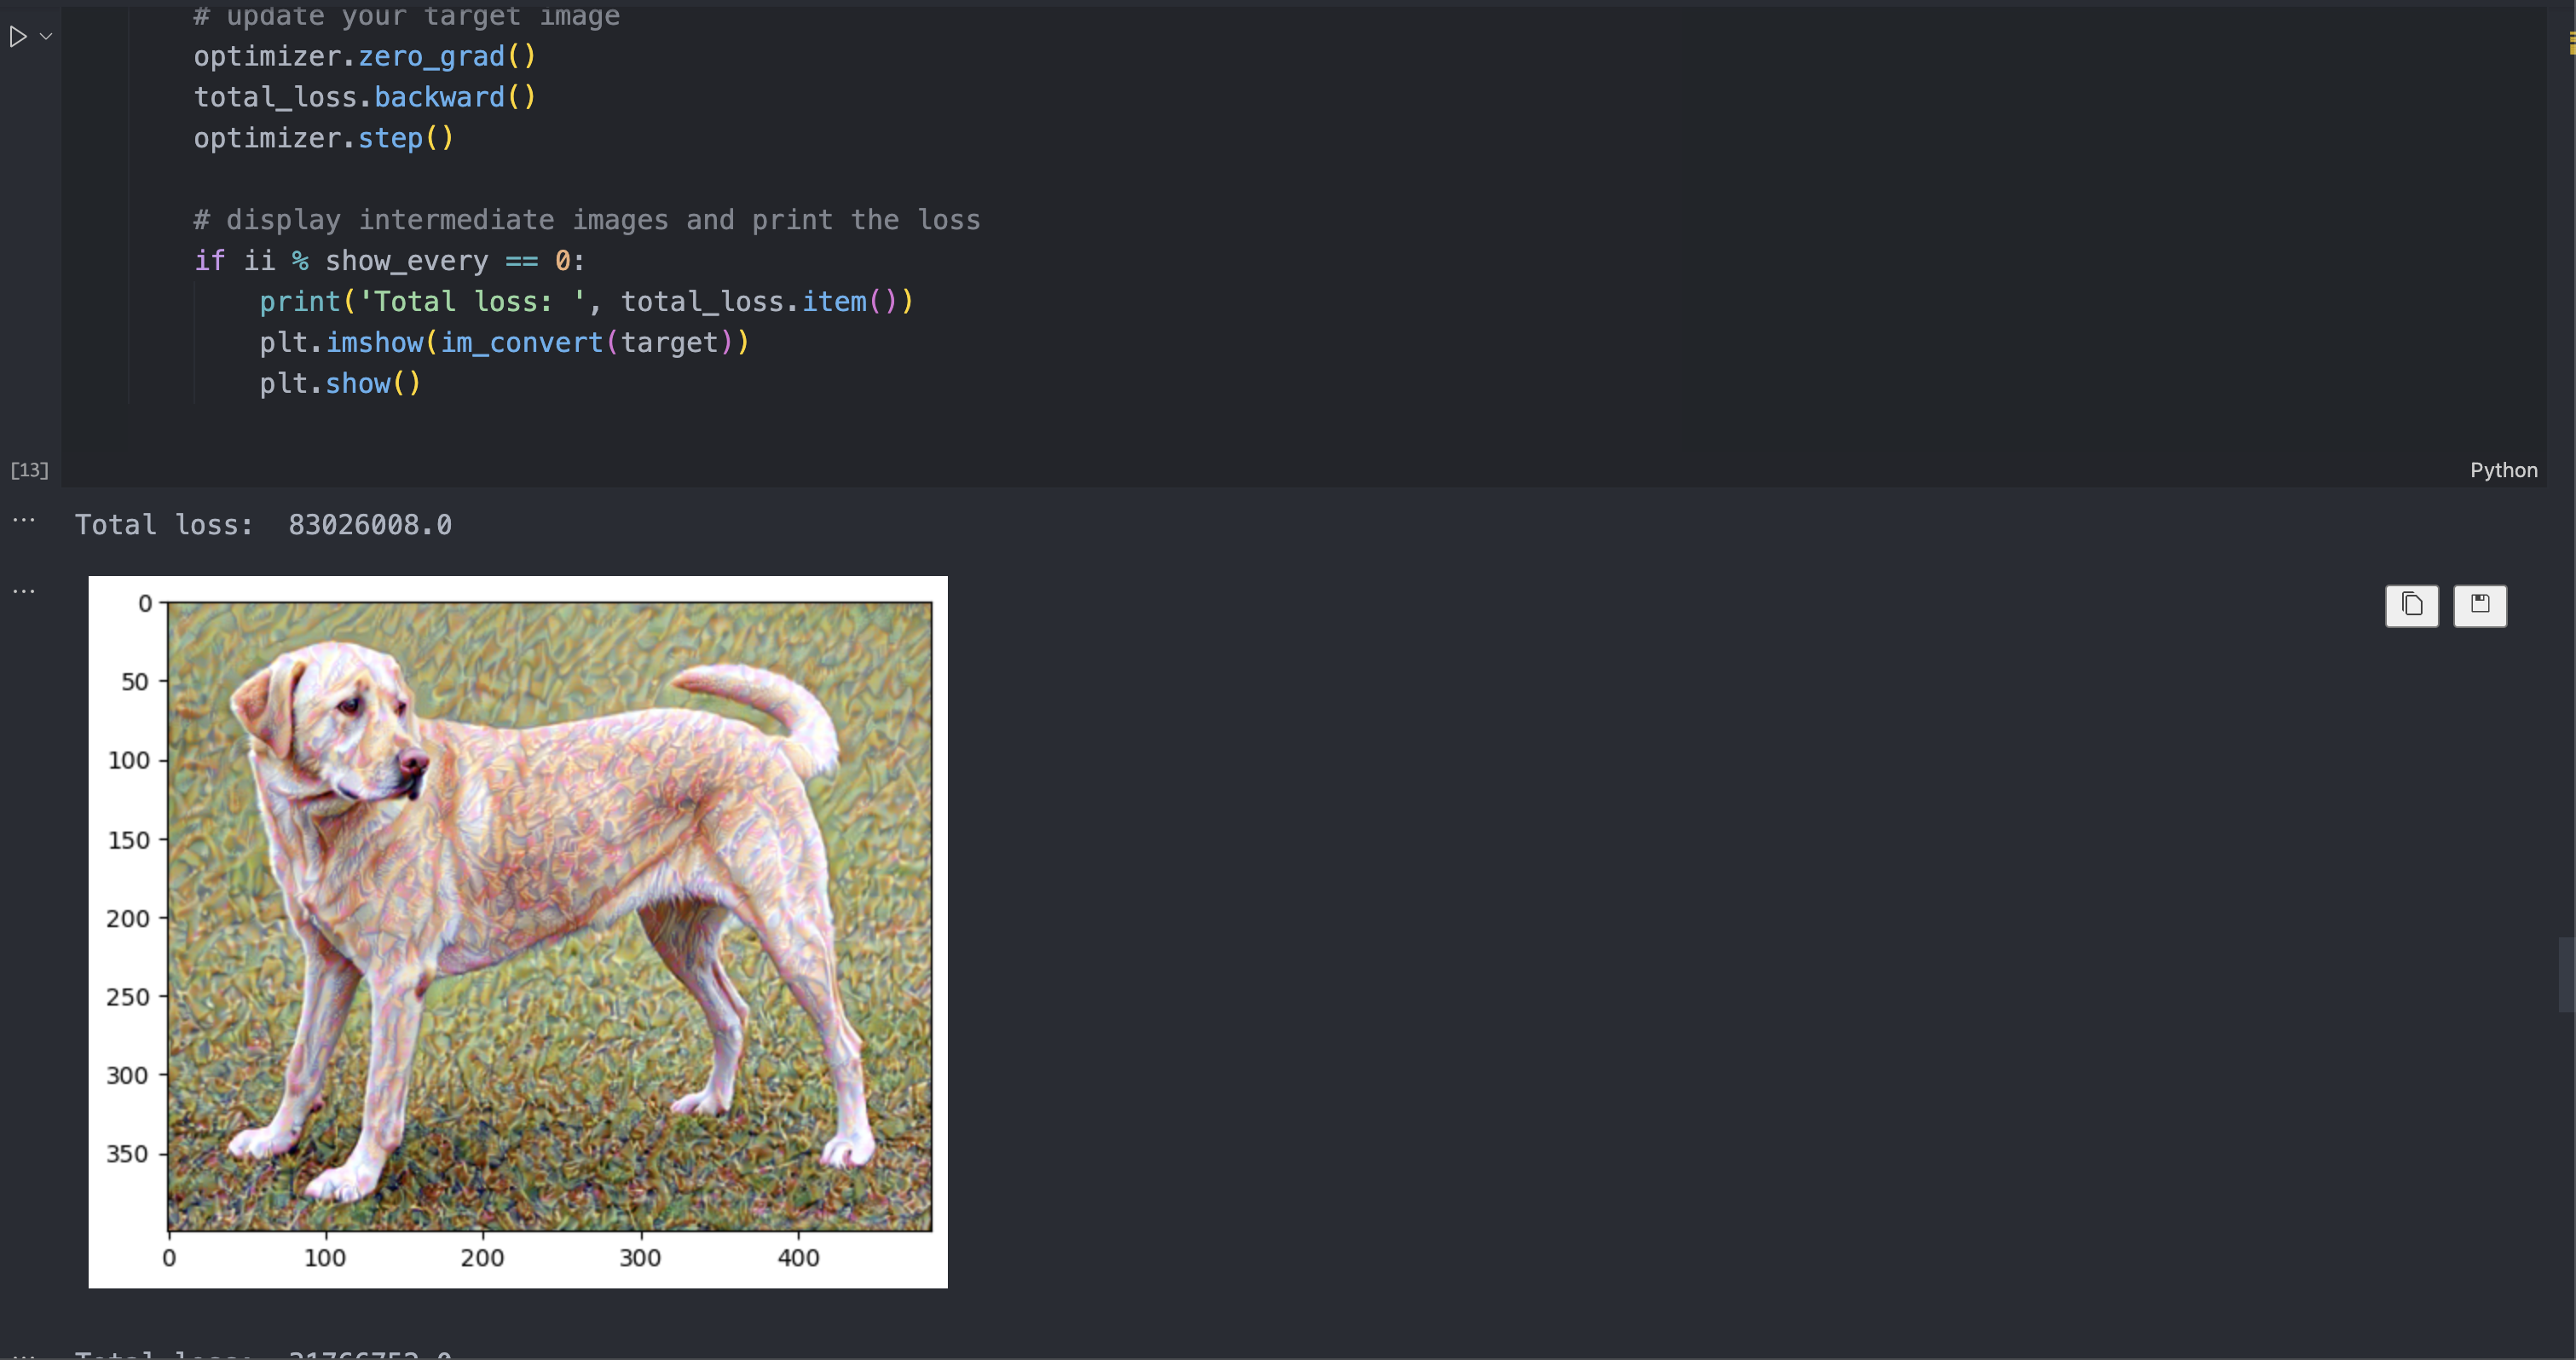 # update your target image
optimizer.zero_grad()
total_loss.backward()
optimizer.step()
# display intermediate images and print the loss
if ii % show_every == 0:
print('Total loss: ', total_loss.item())
plt.imshow(im_convert(target))
plt.show()
[13]
Python
Total loss:  83026008.0
0
50
100
150
200
250
300
350
0 100 200 300 400
Total loss: